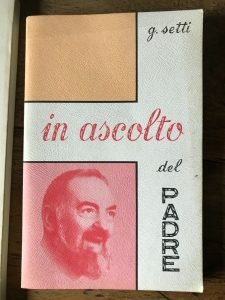 g. setti
in ascolto
del
PADRE